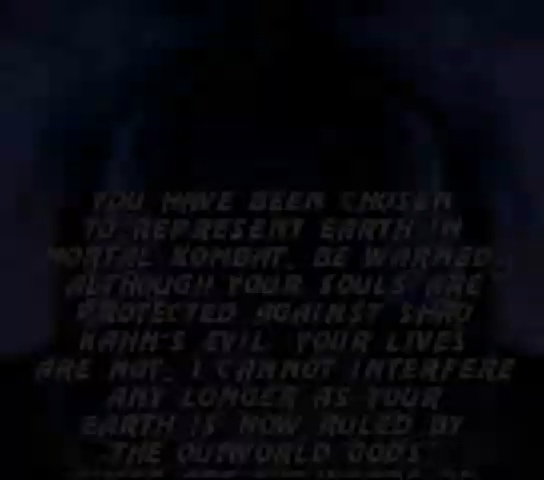 YOU HAVE BEEN CHOSEN
TO REPRESENT EARTH IN
MORTAL KOMBAT. BE WARNED.
ALTHOUGH YOUR SOULS ARE
PROTECTED AGAINST SHAO
KAHN'S EVIL, YOUR LIVES
ARE NOT. I CANNOT INTERFERE
ANY LONGER AS YOUR
EARTH IS NOW RULED BY
THE OUTWORLD GODS.